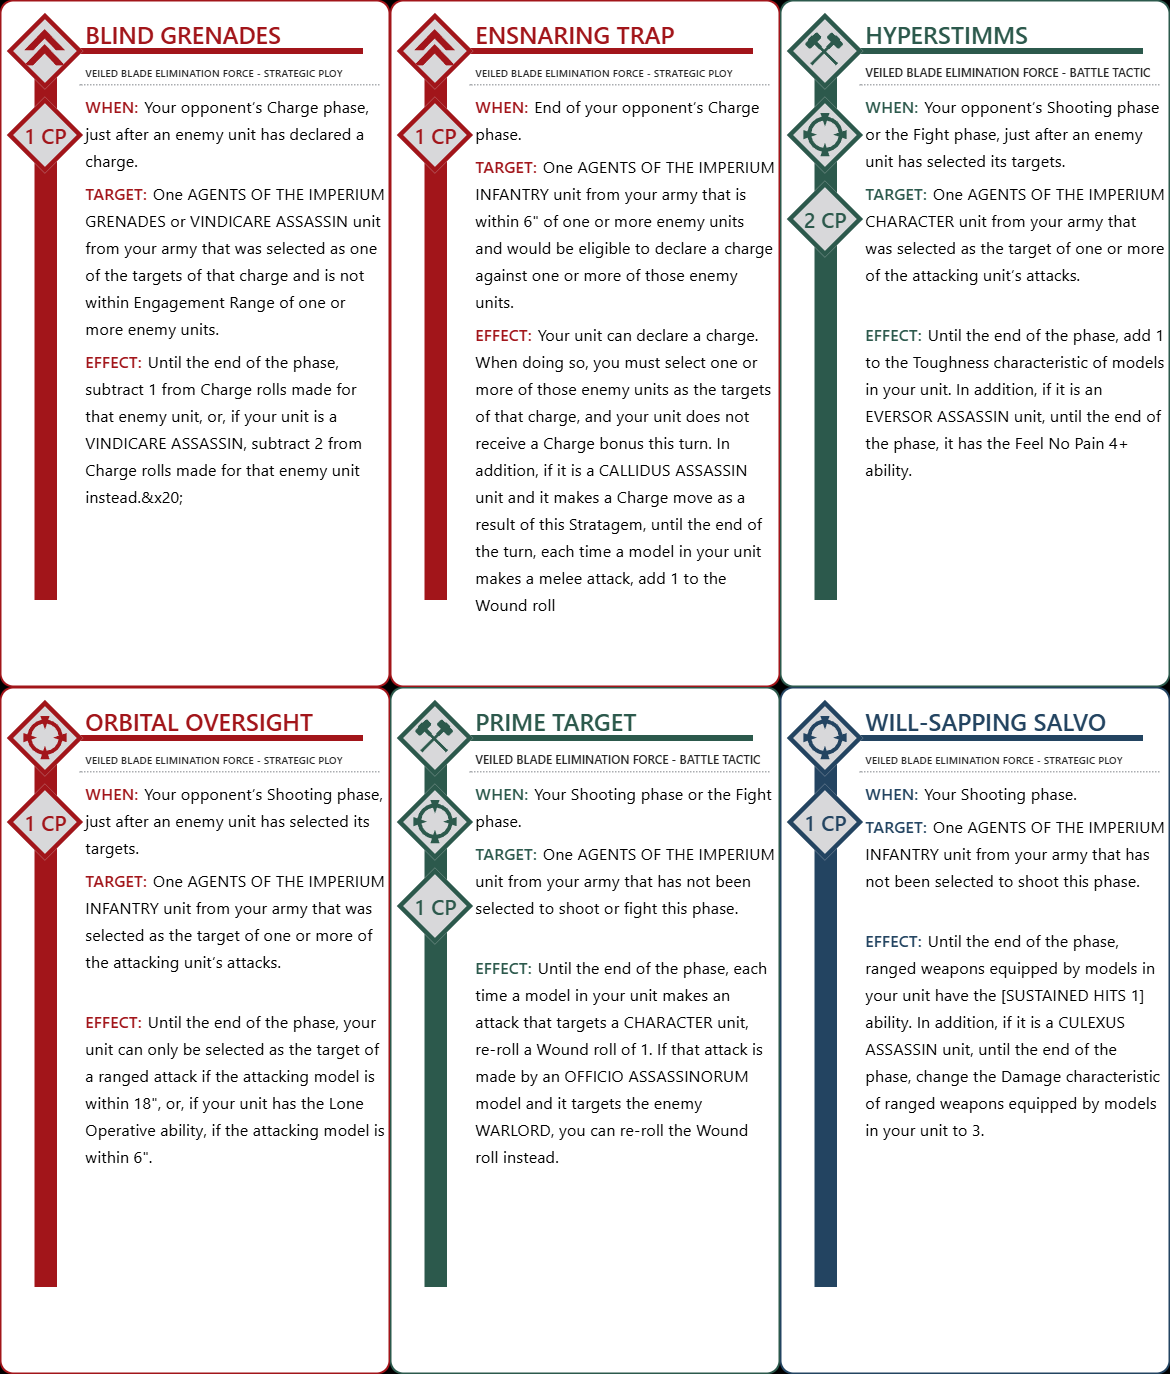 BLIND GRENADES
VEILED BLADE ELIMINATION FORCE - STRATEGIC PLOY
1 CP
WHEN: Your opponent’s Charge phase,
just after an enemy unit has declared a
charge.
TARGET: One AGENTS OF THE IMPERIUM
GRENADES or VINDICARE ASSASSIN unit
from your army that was selected as one
of the targets of that charge and is not
within Engagement Range of one or
more enemy units.
EFFECT: Until the end of the phase,
subtract 1 from Charge rolls made for
that enemy unit, or, if your unit is a
VINDICARE ASSASSIN, subtract 2 from
Charge rolls made for that enemy unit
instead.&x20;
ENSNARING TRAP
VEILED BLADE ELIMINATION FORCE - STRATEGIC PLOY
1 CP
WHEN: End of your opponent’s Charge
phase.
TARGET: One AGENTS OF THE IMPERIUM
INFANTRY unit from your army that is
within 6" of one or more enemy units
and would be eligible to declare a charge
against one or more of those enemy
units.
EFFECT: Your unit can declare a charge.
When doing so, you must select one or
more of those enemy units as the targets
of that charge, and your unit does not
receive a Charge bonus this turn. In
addition, if it is a CALLIDUS ASSASSIN
unit and it makes a Charge move as a
result of this Stratagem, until the end of
the turn, each time a model in your unit
makes a melee attack, add 1 to the
Wound roll
HYPERSTIMMS
VEILED BLADE ELIMINATION FORCE - BATTLE TACTIC
2 CP
WHEN: Your opponent’s Shooting phase
or the Fight phase, just after an enemy
unit has selected its targets.
TARGET: One AGENTS OF THE IMPERIUM
CHARACTER unit from your army that
was selected as the target of one or more
of the attacking unit’s attacks.
EFFECT: Until the end of the phase, add 1
to the Toughness characteristic of models
in your unit. In addition, if it is an
EVERSOR ASSASSIN unit, until the end of
the phase, it has the Feel No Pain 4+
ability.
ORBITAL OVERSIGHT
VEILED BLADE ELIMINATION FORCE - STRATEGIC PLOY
1 CP
WHEN: Your opponent’s Shooting phase,
just after an enemy unit has selected its
targets.
TARGET: One AGENTS OF THE IMPERIUM
INFANTRY unit from your army that was
selected as the target of one or more of
the attacking unit’s attacks.
EFFECT: Until the end of the phase, your
unit can only be selected as the target of
a ranged attack if the attacking model is
within 18", or, if your unit has the Lone
Operative ability, if the attacking model is
within 6".
PRIME TARGET
VEILED BLADE ELIMINATION FORCE - BATTLE TACTIC
1 CP
WHEN: Your Shooting phase or the Fight
phase.
TARGET: One AGENTS OF THE IMPERIUM
unit from your army that has not been
selected to shoot or fight this phase.
EFFECT: Until the end of the phase, each
time a model in your unit makes an
attack that targets a CHARACTER unit,
re-roll a Wound roll of 1. If that attack is
made by an OFFICIO ASSASSINORUM
model and it targets the enemy
WARLORD, you can re-roll the Wound
roll instead.
WILL-SAPPING SALVO
VEILED BLADE ELIMINATION FORCE - STRATEGIC PLOY
1 CP
WHEN: Your Shooting phase.
TARGET: One AGENTS OF THE IMPERIUM
INFANTRY unit from your army that has
not been selected to shoot this phase.
EFFECT: Until the end of the phase,
ranged weapons equipped by models in
your unit have the [SUSTAINED HITS 1]
ability. In addition, if it is a CULEXUS
ASSASSIN unit, until the end of the
phase, change the Damage characteristic
of ranged weapons equipped by models
in your unit to 3.